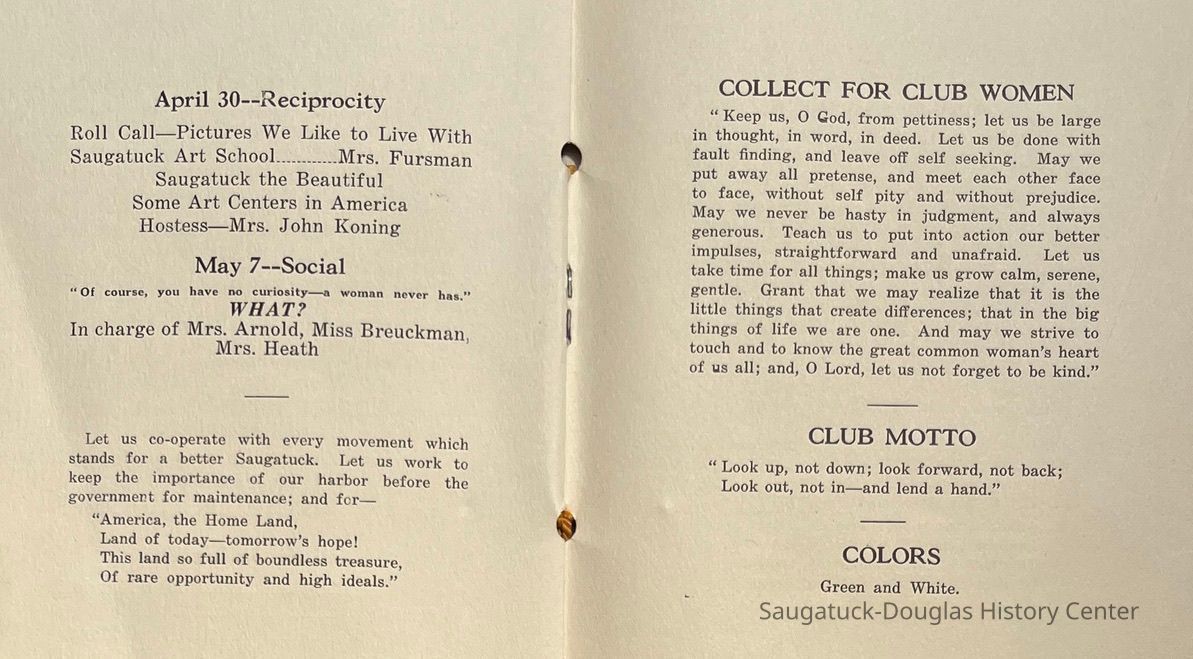 April 30--Reciprocity
Roll Call—Pictures We Like to Live With
Saugatuck Art School............Mrs. Fursman
Saugatuck the Beautiful
Some Art Centers in America
Hostess—Mrs. John Koning
May 7--Social
"Of course, you have no curiosity—a woman never has."
WHAT?
In charge of Mrs. Arnold, Miss Breuckman,
Mrs. Heath
Let us co-operate with every movement which
stands for a better Saugatuck. Let us work to
keep the importance of our harbor before the
government for maintenance; and for—
"America, the Home Land,
Land of today—tomorrow's hope!
This land so full of boundless treasure,
Of rare opportunity and high ideals."
COLLECT FOR CLUB WOMEN
"Keep us, O God, from pettiness; let us be large
in thought, in word, in deed. Let us be done with
fault finding, and leave off self seeking. May we
put away all pretense, and meet each other face
to face, without self pity and without prejudice.
May we never be hasty in judgment, and always
generous. Teach us to put into action our better
impulses, straightforward and unafraid. Let us
take time for all things; make us grow calm, serene,
gentle. Grant that we may realize that it is the
little things that create differences; that in the big
things of life we are one. And may we strive to
touch and to know the great common woman's heart
of us all; and, O Lord, let us not forget to be kind."
CLUB MOTTO
"Look up, not down; look forward, not back;
Look out, not in—and lend a hand."
COLORS
Green and White.
Saugatuck-Douglas History Center